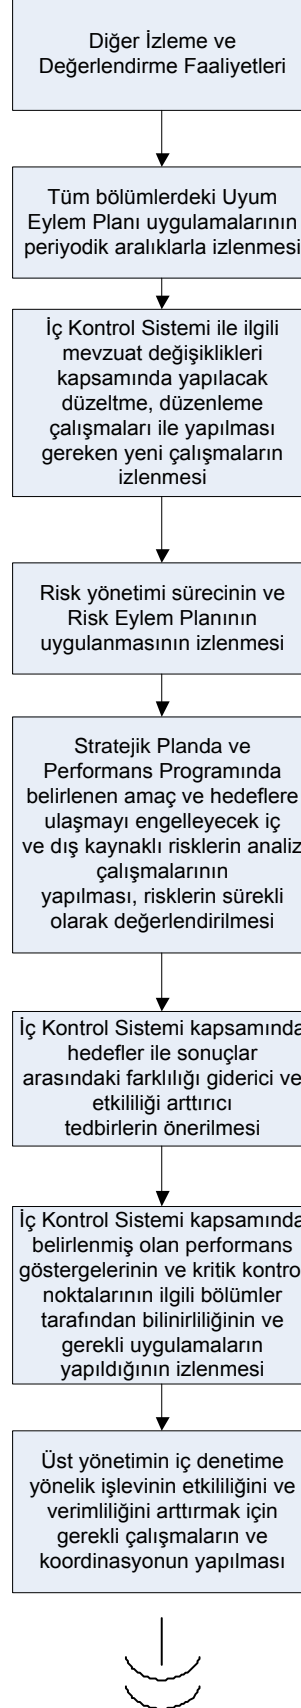 Diğer İzleme ve
Değerlendirme Faaliyetleri
Tüm bölümlerdeki Uyum
Eylem Planı uygulamalarının
periyodik aralıklarla izlenmesi
İç Kontrol Sistemi ile ilgili
mevzuat değişiklikleri
kapsamında yapılacak
düzeltme, düzenleme
çalışmaları ile yapılması
gereken yeni çalışmaların
izlenmesi
Risk yönetimi sürecinin ve
Risk Eylem Planının
uygulanmasının izlenmesi
Stratejik Planda ve
Performans Programında
belirlenen amaç ve hedeflere
ulaşmayı engelleyecek iç
ve dış kaynaklı risklerin analiz
çalışmalarının
yapılması, risklerin sürekli
olarak değerlendirilmesi
İç Kontrol Sistemi kapsamında
hedefler ile sonuçlar
arasındaki farklılığı giderici ve
etkililiği arttırıcı
tedbirlerin önerilmesi
İç Kontrol Sistemi kapsamında
belirlenmiş olan performans
göstergelerinin ve kritik kontrol
noktalarının ilgili bölümler
tarafından bilinirliliğinin ve
gerekli uygulamaların
yapıldığının izlenmesi
Üst yönetimin iç denetime
yönelik işlevinin etkililiğini ve
verimliliğini arttırmak için
gerekli çalışmaların ve
koordinasyonun yapılması